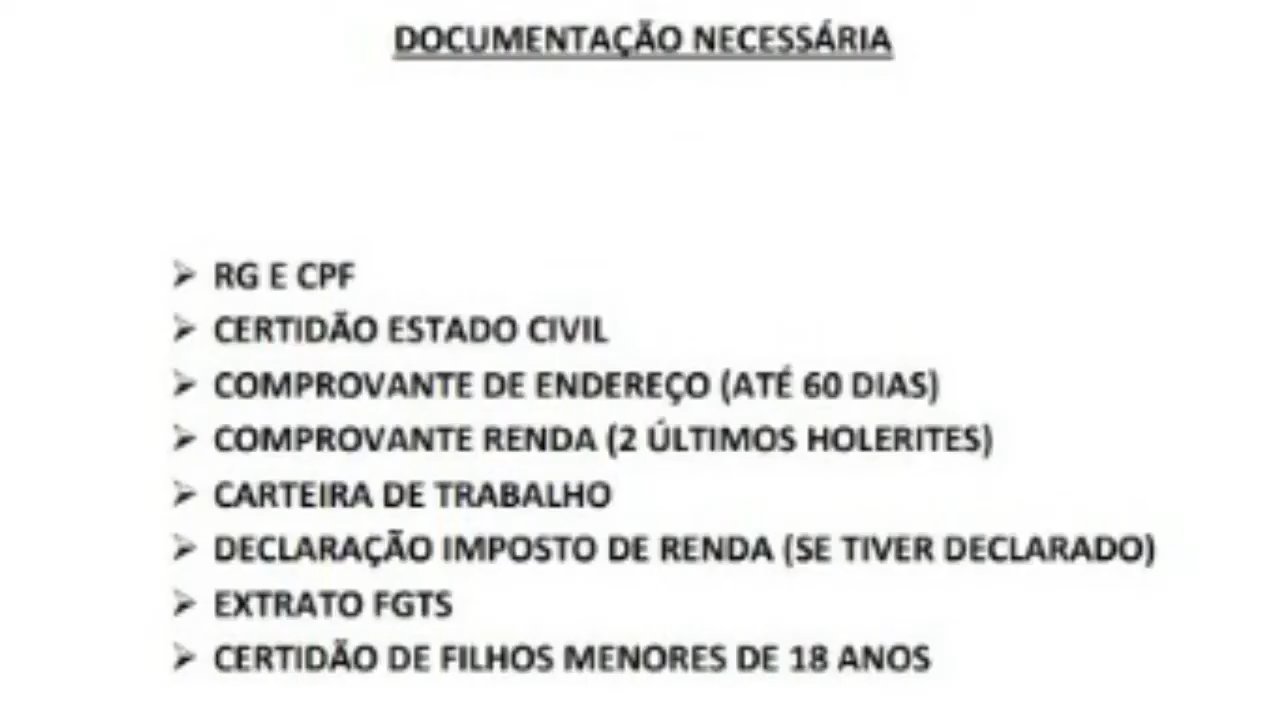 DOCUMENTAÇÃO NECESSÁRIA
➢ RG E CPF
➢ CERTIDÃO ESTADO CIVIL
➢ COMPROVANTE DE ENDEREÇO (ATÉ 60 DIAS)
➢ COMPROVANTE RENDA (2 ÚLTIMOS HOLERITES)
➢ CARTEIRA DE TRABALHO
➢ DECLARAÇÃO IMPOSTO DE RENDA (SE TIVER DECLARADO)
➢ EXTRATO FGTS
➢ CERTIDÃO DE FILHOS MENORES DE 18 ANOS